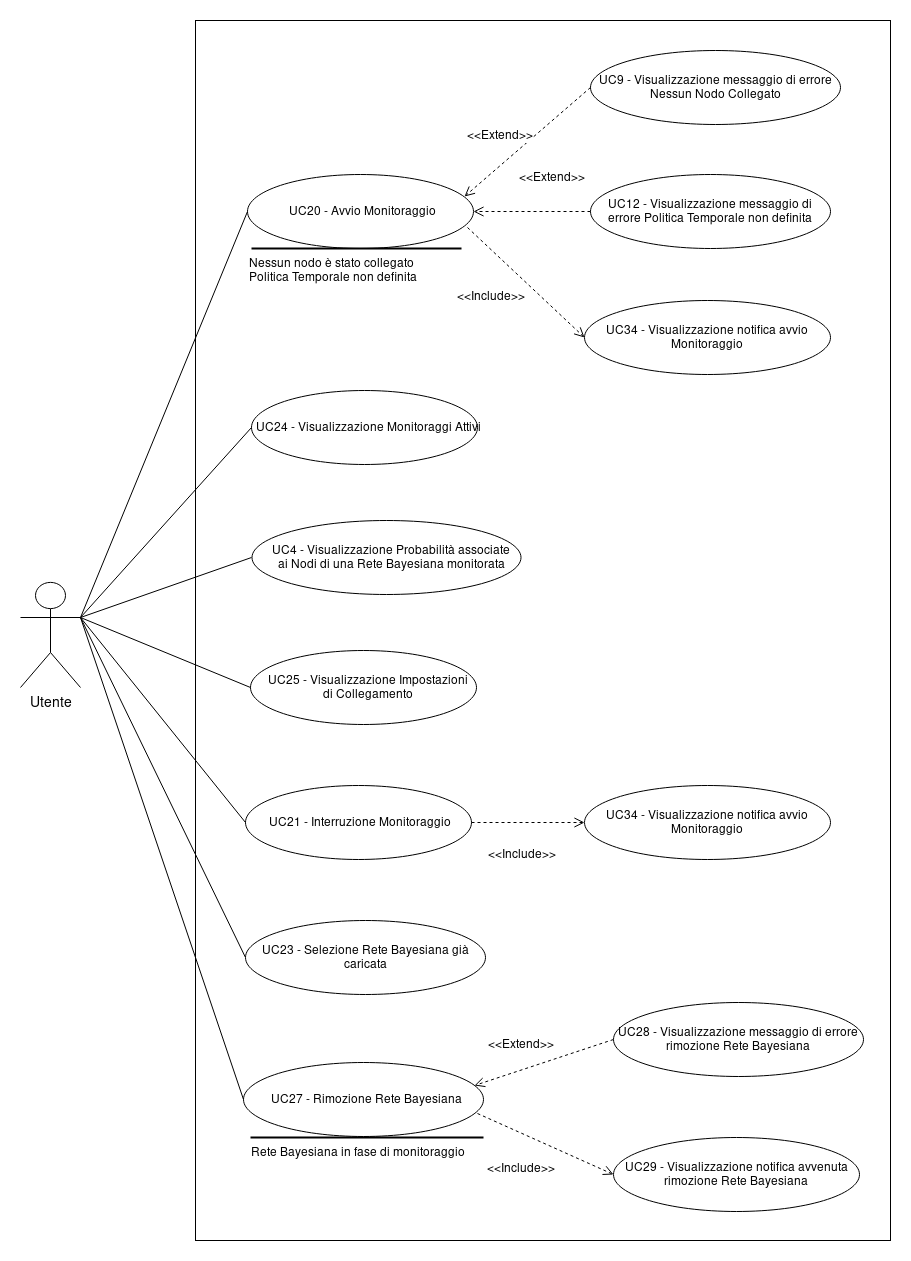 UC9 - Visualizzazione messaggio di errore
Nessun Nodo Collegato
<<Extend>>
<<Extend>>
UC20 - Avvio Monitoraggio
UC12 - Visualizzazione messaggio di
errore Politica Temporale non definita
Nessun nodo è stato collegato
Politica Temporale non definita
<<Include>>
UC34 - Visualizzazione notifica avvio
Monitoraggio
UC24 - Visualizzazione Monitoraggi Attivi
UC4 - Visualizzazione Probabilità associate
ai Nodi di una Rete Bayesiana monitorata
UC25 - Visualizzazione Impostazioni
di Collegamento
Utente
UC21 - Interruzione Monitoraggio
UC34 - Visualizzazione notifica avvio
Monitoraggio
<<Include>>
UC23 - Selezione Rete Bayesiana già
caricata
UC28 - Visualizzazione messaggio di errore
rimozione Rete Bayesiana
<<Extend>>
UC27 - Rimozione Rete Bayesiana
Rete Bayesiana in fase di monitoraggio
<<Include>>
UC29 - Visualizzazione notifica avvenuta
rimozione Rete Bayesiana